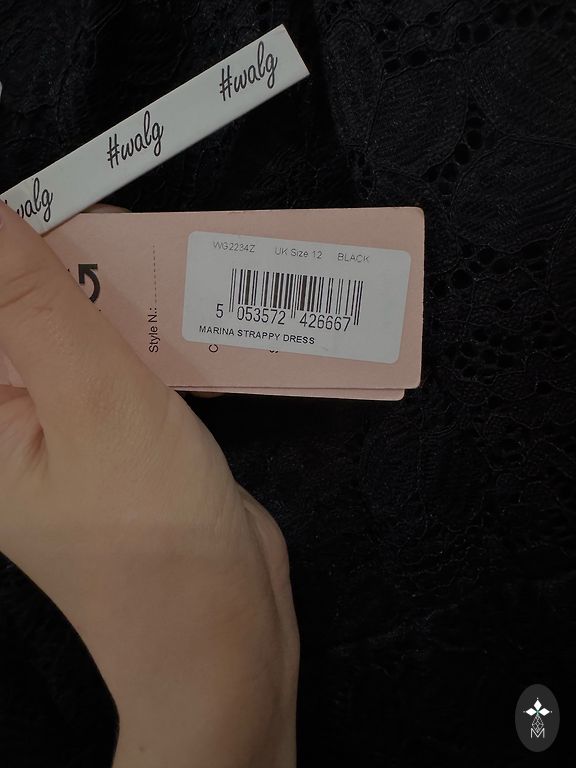 #walg
#walg
walg
WG2234Z UK Size 12 BLACK
5 053572 426667
MARINA STRAPPY DRESS
Style N.: